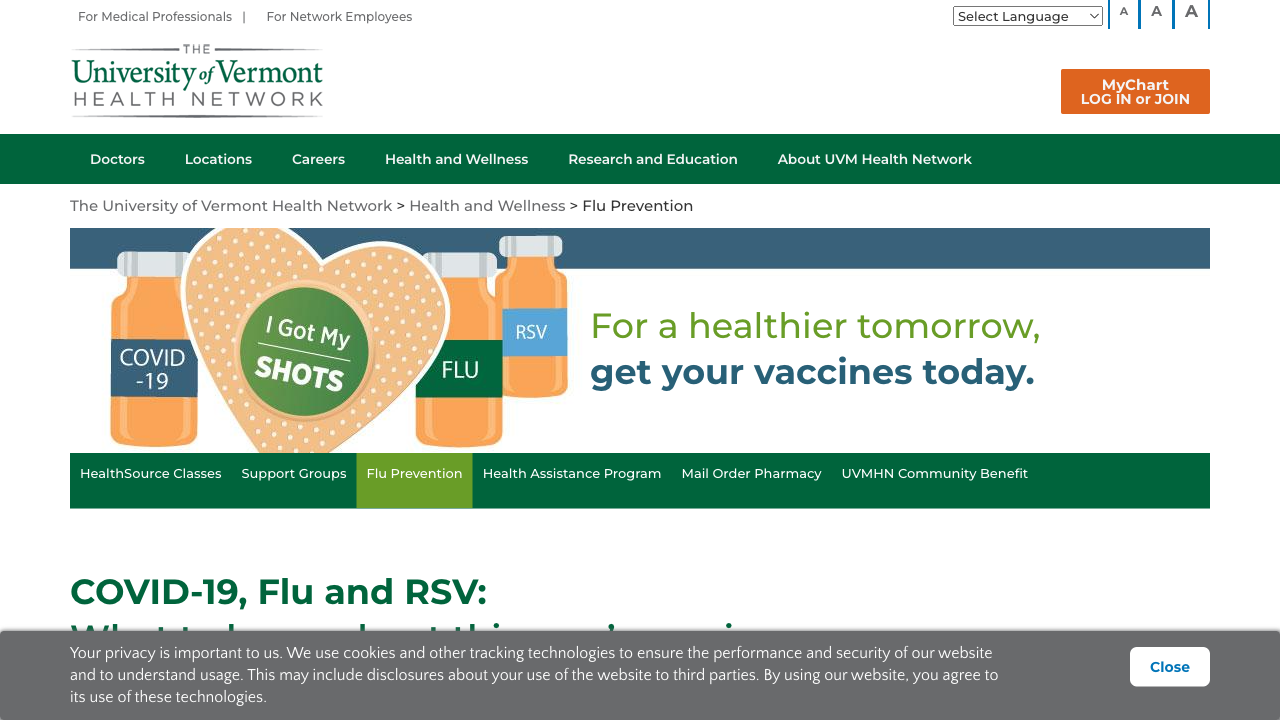 For Medical Professionals | For Network Employees
Select Language
A A A
THE
University of Vermont
HEALTH NETWORK
MyChart
LOG IN or JOIN
Doctors Locations Careers Health and Wellness Research and Education About UVM Health Network
The University of Vermont Health Network > Health and Wellness > Flu Prevention
COVID
-19
I Got My
SHOTS
FLU
RSV
For a healthier tomorrow,
get your vaccines today.
HealthSource Classes Support Groups Flu Prevention Health Assistance Program Mail Order Pharmacy UVMHN Community Benefit
COVID-19, Flu and RSV:
Your privacy is important to us. We use cookies and other tracking technologies to ensure the performance and security of our website
and to understand usage. This may include disclosures about your use of the website to third parties. By using our website, you agree to
its use of these technologies.
Close